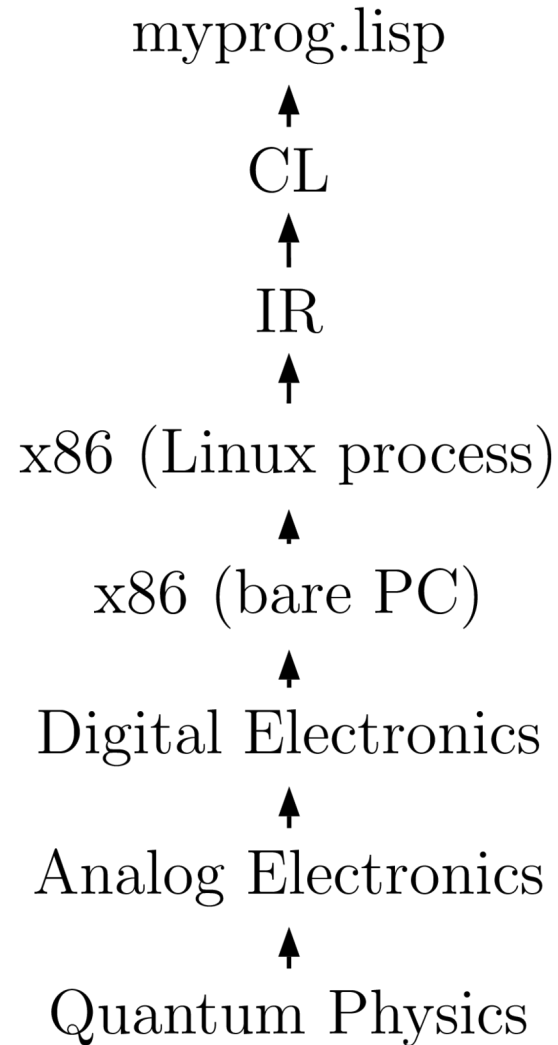 myprog.lisp
CL
IR
x86 (Linux process)
x86 (bare PC)
Digital Electronics
Analog Electronics
Quantum Physics